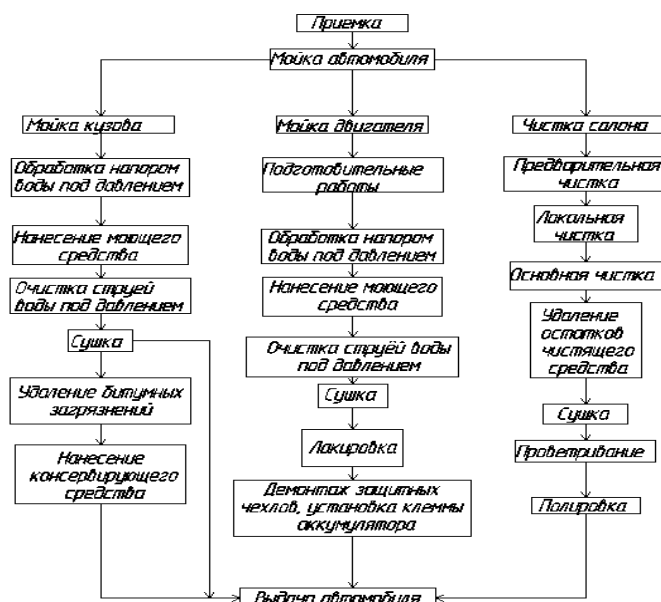 Приемка
Мойка автомобиля
Мойка кузова
Обработка напором
воды под давлением
Нанесение моющего
средства
Очистка струей
воды под давлением
Сушка
Удаление битумных
загрязнений
Нанесение
консервирующего
средства
Мойка двигателя
Подготовительные
работы
Обработка напором
воды под давлением
Нанесение моющего
средства
Очистка струёй воды
под давлением
Сушка
Лакировка
Демонтаж защитных
чехлов, установка клеммы
аккумулятора
Чистка салона
Предварительная
чистка
Локальная
чистка
Основная чистка
Удаление
остатков
чистящего
средства
Сушка
Проветривание
Полировка
Выдача автомобиля